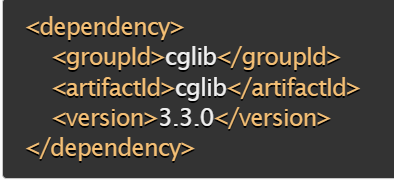 <dependency>
<groupId>cglib</groupId>
<artifactId>cglib</artifactId>
<version>3.3.0</version>
</dependency>